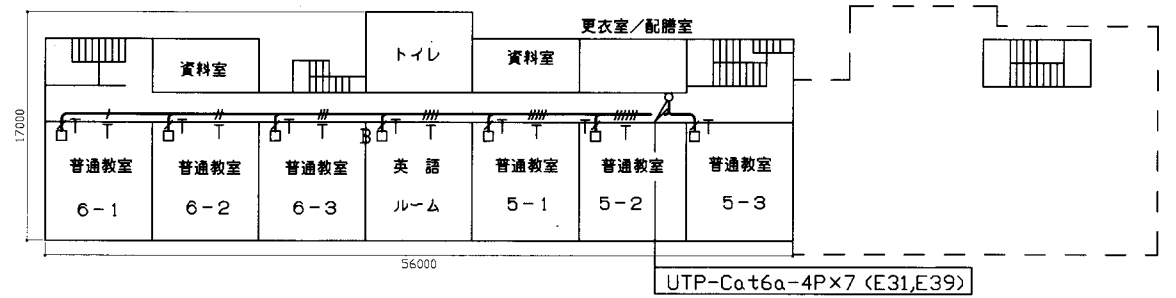 更衣室／配膳室
資料室
トイレ
資料室
17000
B
普通教室
6-1
普通教室
6-2
普通教室
6-3
英語
ルーム
普通教室
5-1
普通教室
5-2
普通教室
5-3
56000
UTP-Cat6a-4P×7 (E31,E39)